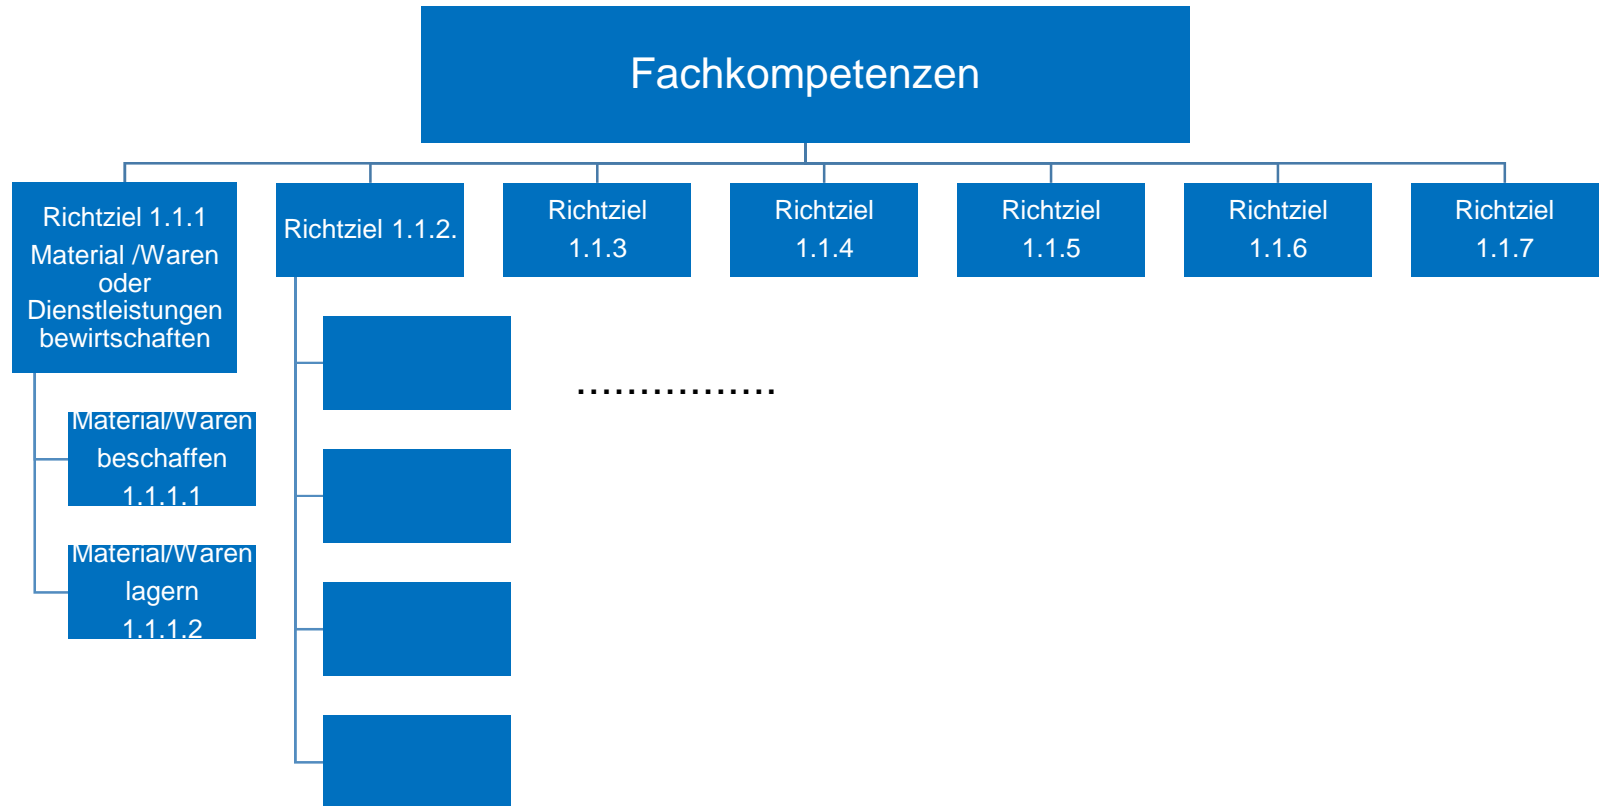 Fachkompetenzen
Richtziel 1.1.1
Material /Waren
oder
Dienstleistungen
bewirtschaften
Richtziel 1.1.2.
Richtziel
1.1.3
Richtziel
1.1.4
Richtziel
1.1.5
Richtziel
1.1.6
Richtziel
1.1.7
Material/Waren
beschaffen
1.1.1.1
Material/Waren
lagern
1.1.1.2
................